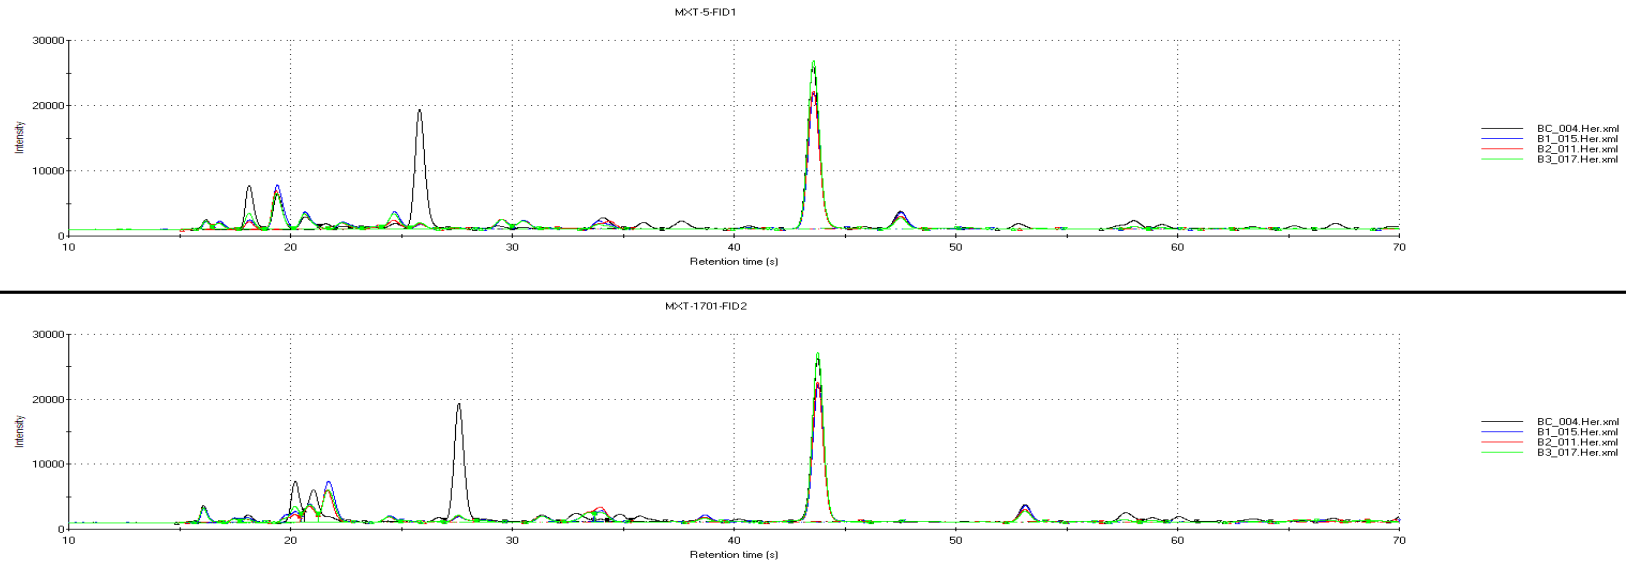 MXT-5-FID1
30000
20000
10000
0
Intensity
10 20 30 40 50 60 70
Retention time (s)
BC_004.Her.xml
B1_015.Her.xml
B2_011.Her.xml
B3_017.Her.xml
MXT-1701-FID2
30000
20000
10000
0
Intensity
10 20 30 40 50 60 70
Retention time (s)
BC_004.Her.xml
B1_015.Her.xml
B2_011.Her.xml
B3_017.Her.xml